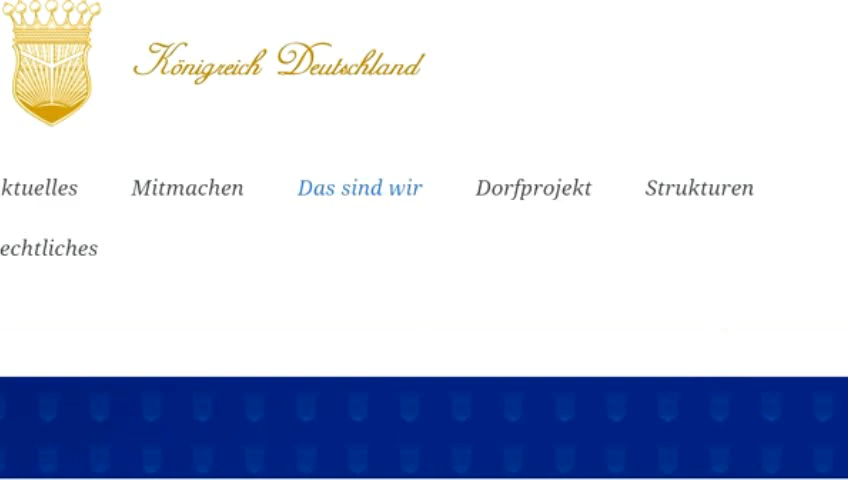 Königreich Deutschland
ktuelles Mitmachen Das sind wir Dorfprojekt Strukturen
echtliches